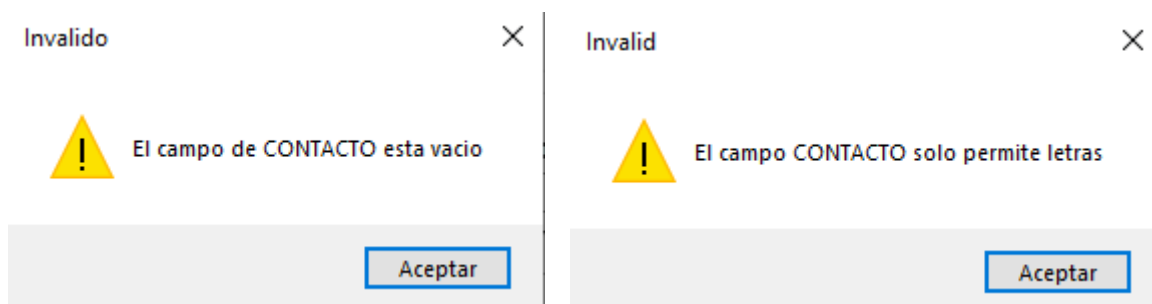 Invalido
El campo de CONTACTO esta vacio
Aceptar
Invalid
El campo CONTACTO solo permite letras
Aceptar